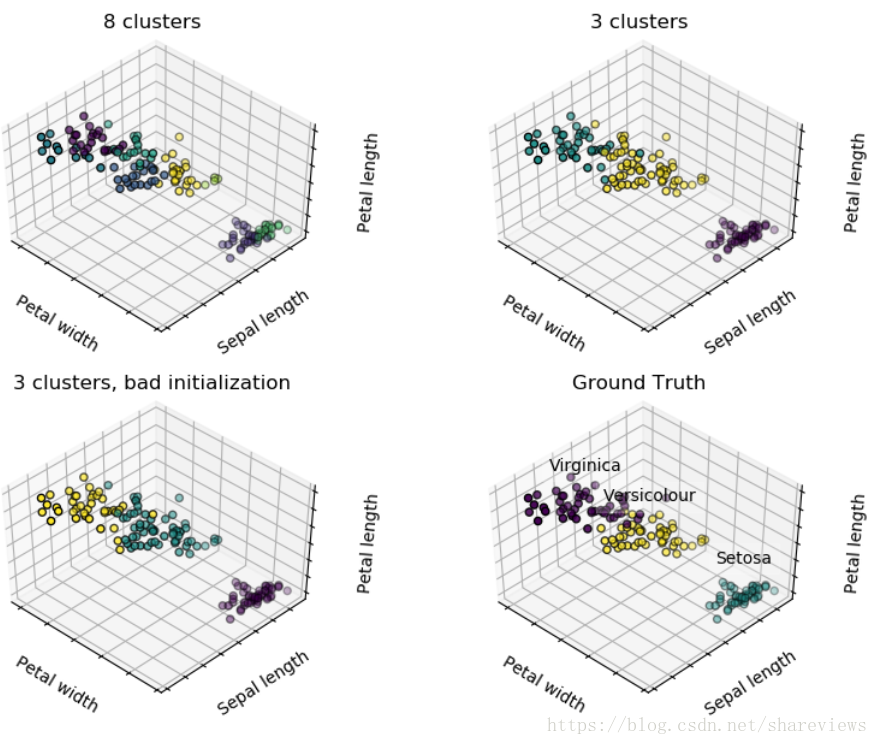 8 clusters
3 clusters
Petal length
Petal length
Petal width
Sepal length
Petal width
Sepal length
3 clusters, bad initialization
Ground Truth
Virginica
Versicolour
Setosa
Petal length
Petal length
Petal width
Sepal length
Petal width
Sepal length
https://blog.csdn.net/shareviews